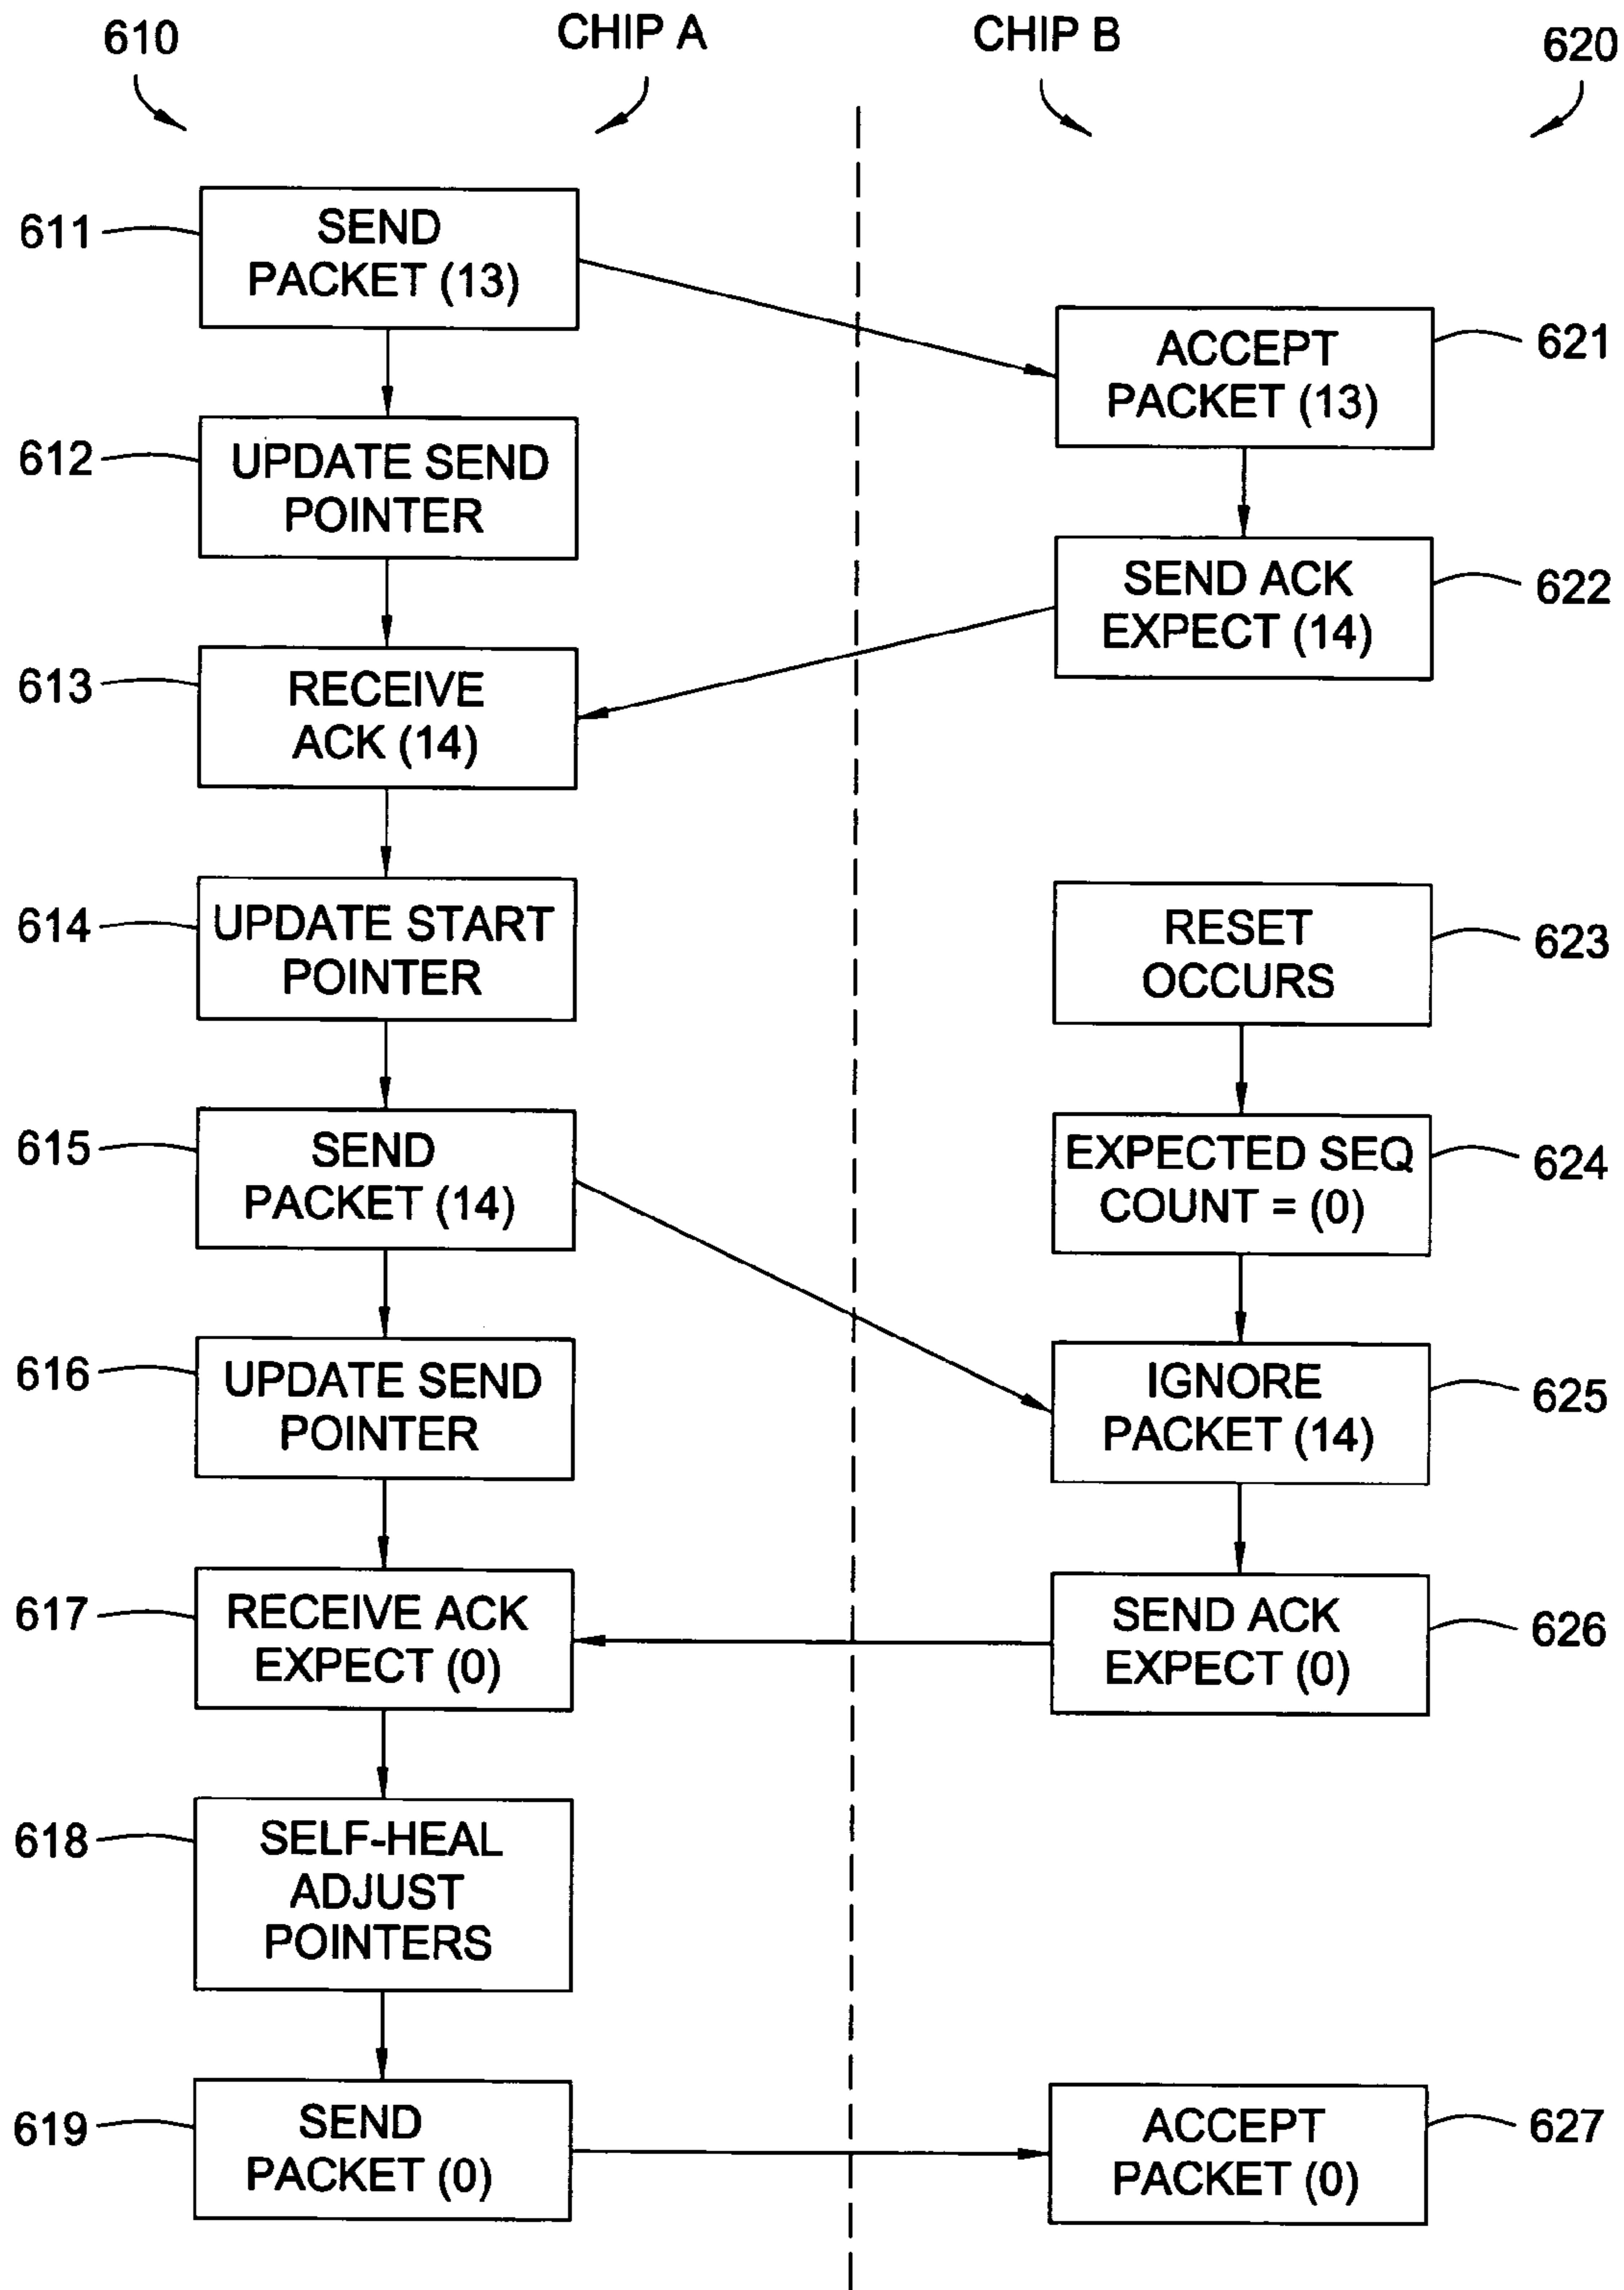 610
CHIP A
CHIP B
620
611
SEND
PACKET (13)
621
ACCEPT
PACKET (13)
612
UPDATE SEND
POINTER
622
SEND ACK
EXPECT (14)
613
RECEIVE
ACK (14)
614
UPDATE START
POINTER
623
RESET
OCCURS
615
SEND
PACKET (14)
624
EXPECTED SEQ
COUNT = (0)
616
UPDATE SEND
POINTER
625
IGNORE
PACKET (14)
617
RECEIVE ACK
EXPECT (0)
626
SEND ACK
EXPECT (0)
618
SELF-HEAL
ADJUST
POINTERS
619
SEND
PACKET (0)
627
ACCEPT
PACKET (0)